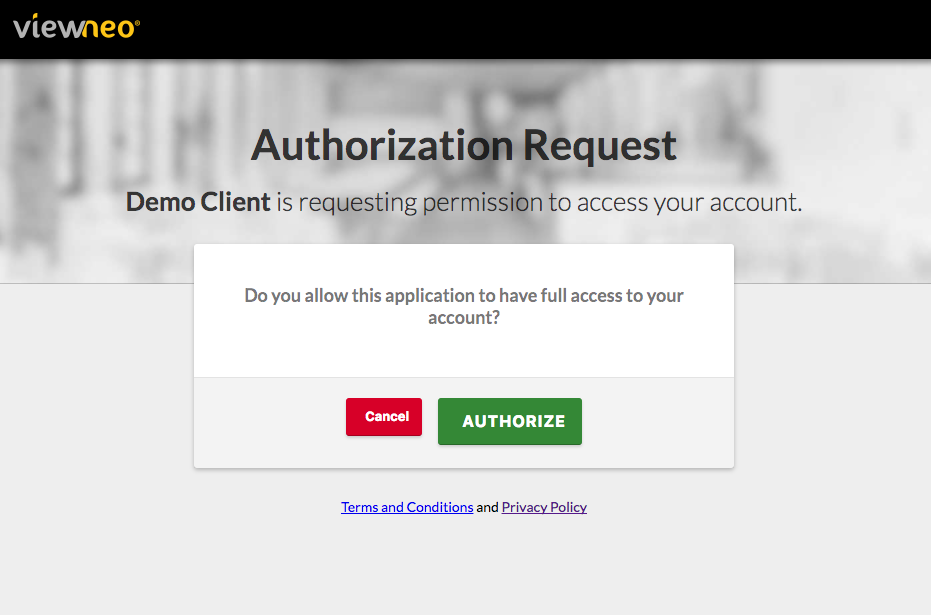 viewneo®
Authorization Request
Demo Client is requesting permission to access your account.
Do you allow this application to have full access to your
account?
Cancel
AUTHORIZE
Terms and Conditions and Privacy Policy